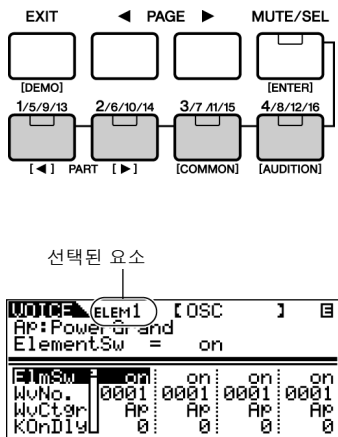 EXIT ◄ PAGE ► MUTE/SEL
[DEMO] [ENTER]
1/5/9/13 2/6/10/14 3/7/11/15 4/8/12/16
[◄] PART [►] [COMMON] [AUDITION]
선택된 요소
VOICE ELEM1 [OSC ] E
AP:Power Grand
ElementSw = on
ElmSw on on on on
WvNo. 0001 0001 0001 0001
WvCtgr AP AP AP AP
KOnDly 0 0 0 0